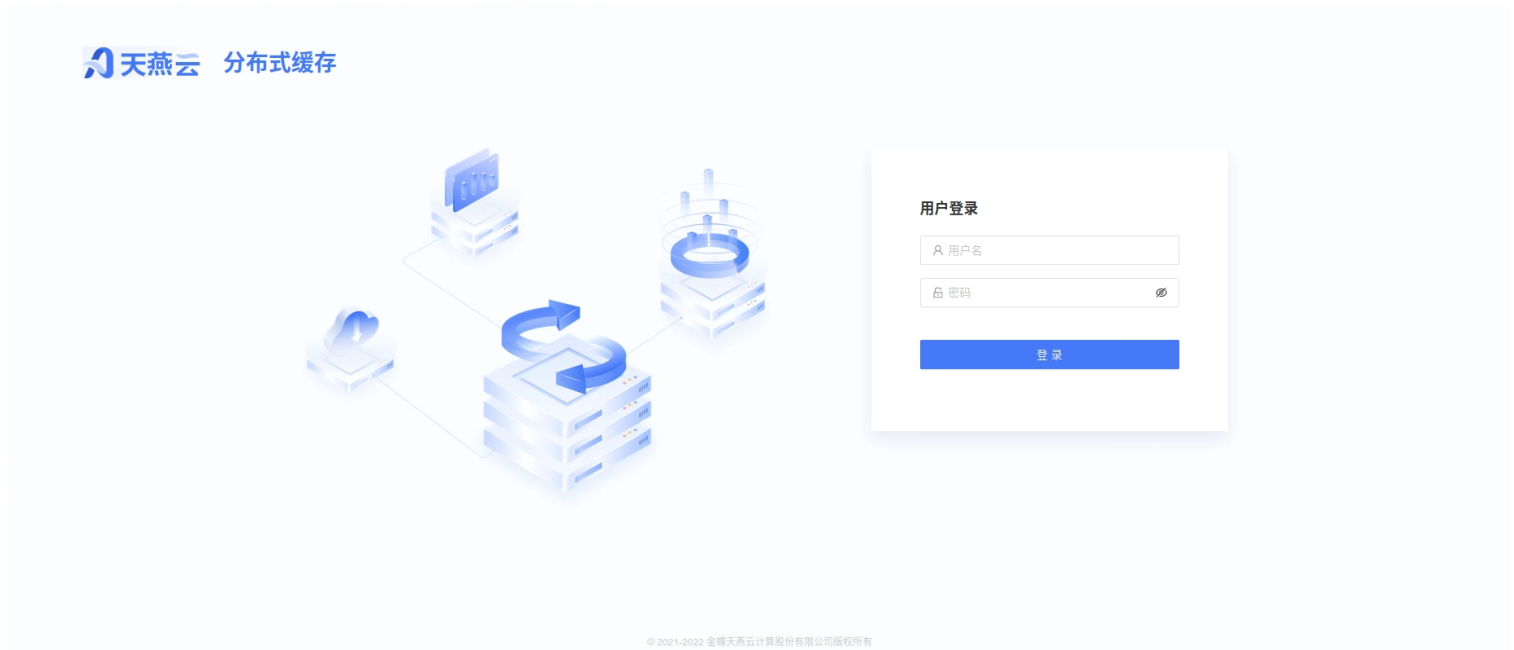 天燕云 分布式缓存
用户登录
用户名
密码
登 录
© 2021-2022 金蝶天燕云计算股份有限公司版权所有